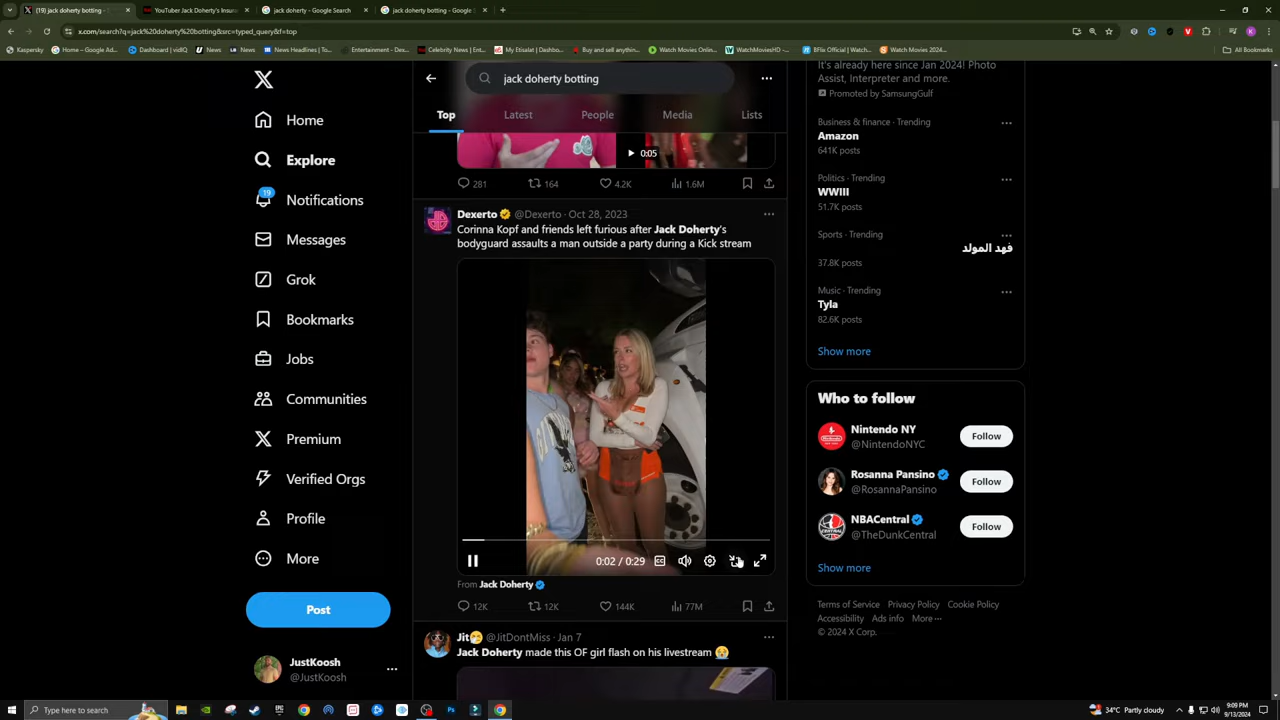 (19) jack doherty botting -
YouTuber Jack Doherty's Insur
jack doherty - Google Search
jack doherty botting - Google
x.com/search?q=jack%20doherty%20botting&src=typed_query&f=top
Kaspersky
Home – Google Ad...
Dashboard | vidIQ
News
News Headlines | To...
Entertainment - De...
Celebrity News | Ent...
My Etisalat | Dashbo...
Buy and sell anythin...
Watch Movies Onlin...
WatchMoviesHD -...
BFlix Official | Watch...
Watch Movies 2024...
All Bookmarks
jack doherty botting
Top
Latest
People
Media
Lists
Home
Explore
19
Notifications
Messages
Grok
Bookmarks
Jobs
Communities
Premium
Verified Orgs
Profile
More
Post
JustKoosh
@JustKoosh
0:05
281
164
4.2K
1.6M
Dexerto @Dexerto · Oct 28, 2023
Corinna Kopf and friends left furious after Jack Doherty's
bodyguard assaults a man outside a party during a Kick stream
0:02 / 0:29
From Jack Doherty
12K
12K
144K
77M
Jit @JitDontMiss · Jan 7
Jack Doherty made this OF girl flash on his livestream
It's already here since Jan 2024! Photo
Assist, Interpreter and more.
Promoted by SamsungGulf
Business & finance · Trending
Amazon
641K posts
Politics · Trending
WWIII
51.7K posts
Sports · Trending
فهد المولد
37.8K posts
Music · Trending
Tyla
82.6K posts
Show more
Who to follow
Nintendo NY
@NintendoNYC
Follow
Rosanna Pansino
@RosannaPansino
Follow
NBACentral
@TheDunkCentral
Follow
Show more
Terms of Service Privacy Policy Cookie Policy
Accessibility Ads info More ···
© 2024 X Corp.
Type here to search
34°C Partly cloudy
9:09 PM
9/13/2024